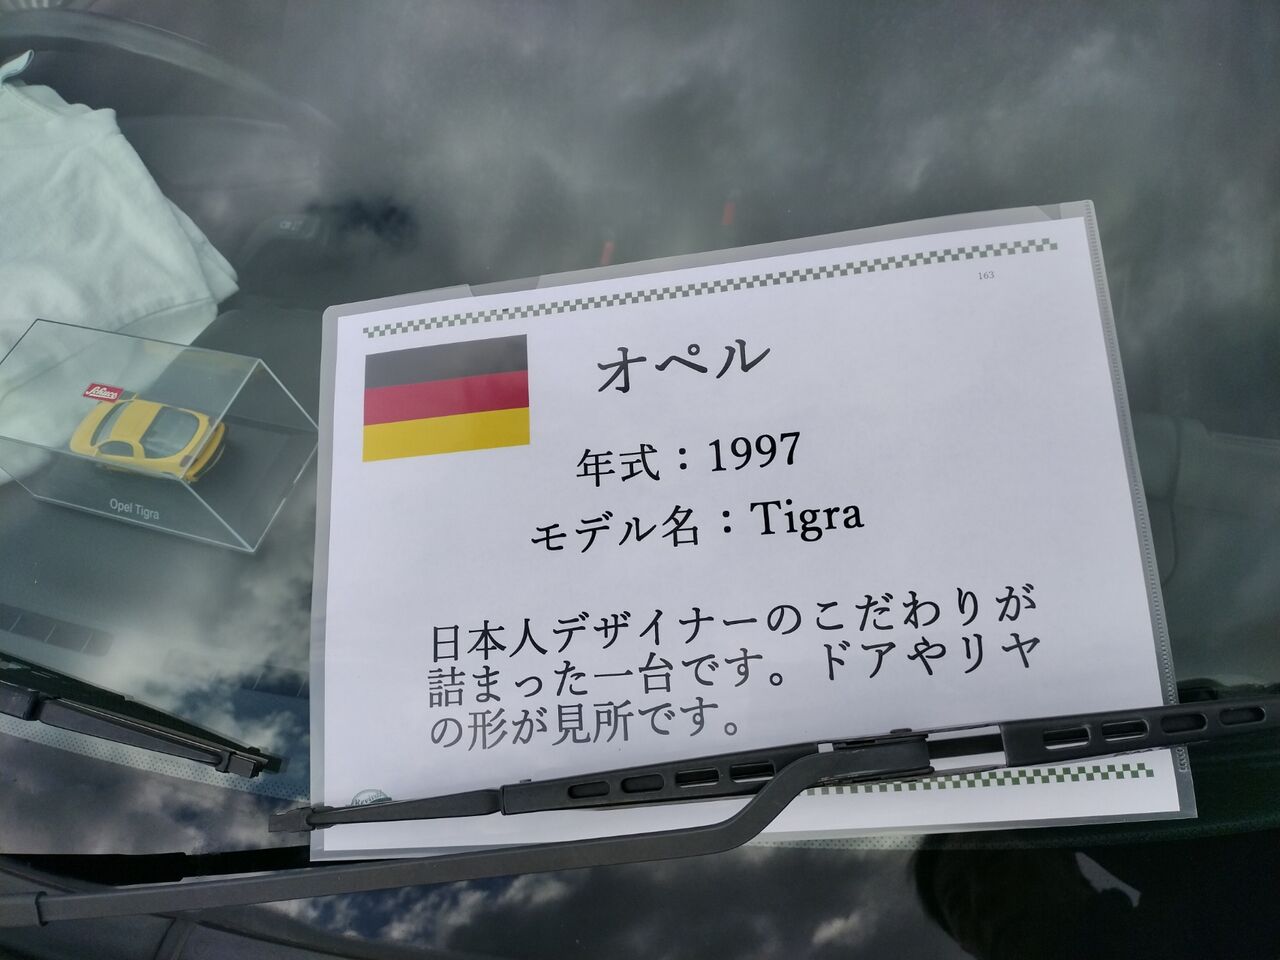 163
オペル
年式：1997
モデル名：Tigra
日本人デザイナーのこだわりが
詰まった一台です。ドアやリヤ
の形が見所です。
Schuco
Opel Tigra